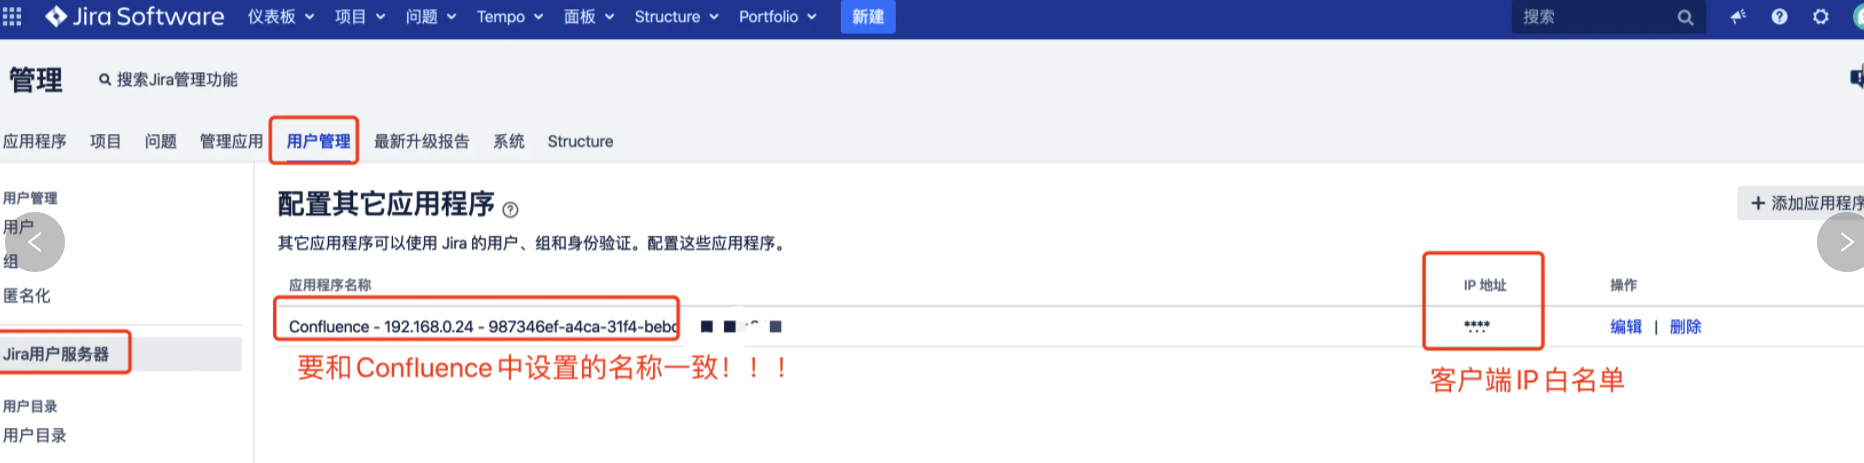 Jira Software 仪表板 项目 问题 Tempo 面板 Structure Portfolio 新建 搜索
管理 搜索Jira管理功能
应用程序 项目 问题 管理应用 用户管理 最新升级报告 系统 Structure
用户管理
用户
组
匿名化
Jira用户服务器
用户目录
用户目录
配置其它应用程序
添加应用程序
其它应用程序可以使用 Jira 的用户、组和身份验证。配置这些应用程序。
应用程序名称 IP 地址 操作
Confluence - 192.168.0.24 - 987346ef-a4ca-31f4-bebd 编辑 | 删除
要和Confluence中设置的名称一致！！！
客户端IP白名单